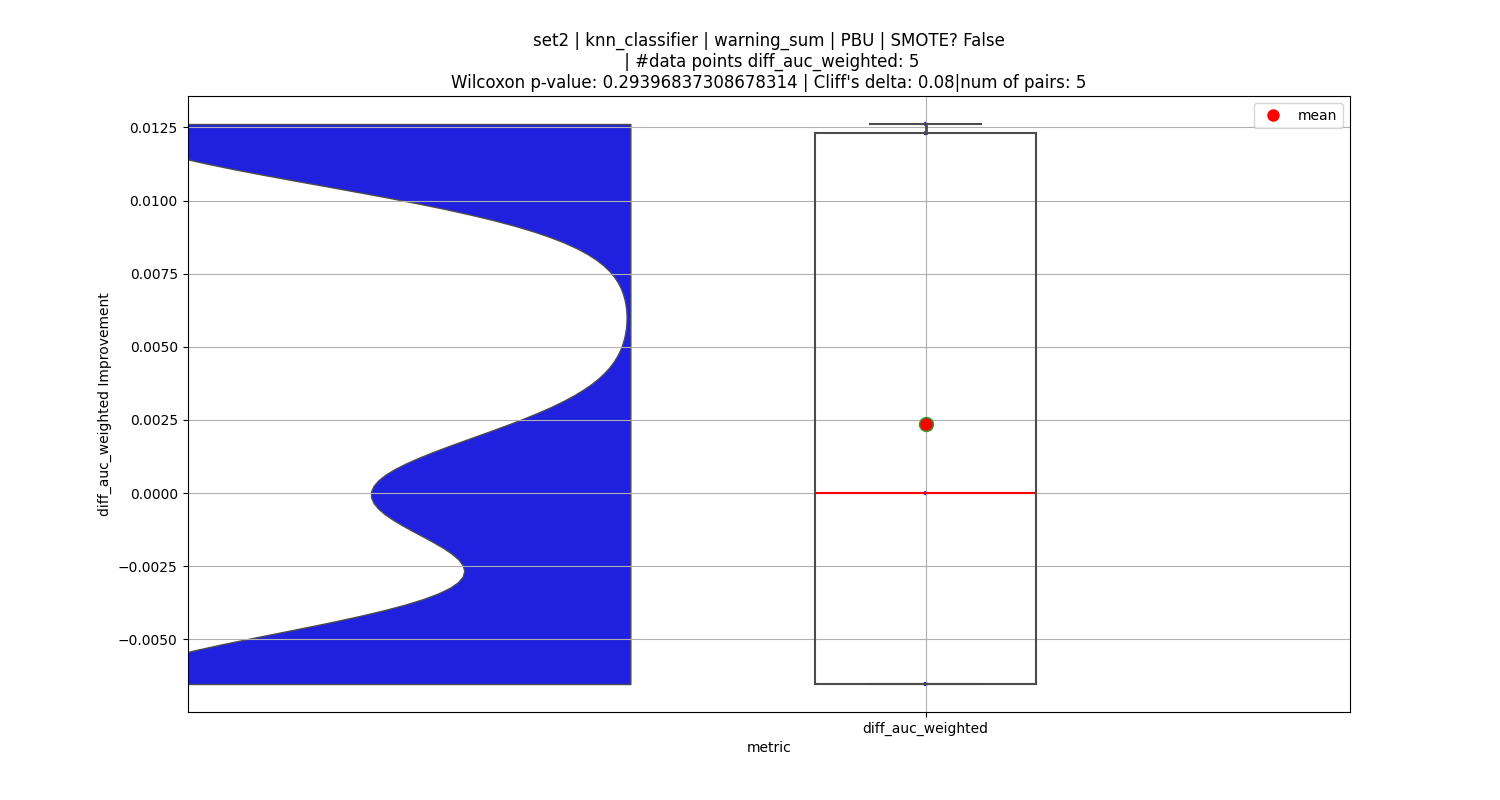 set2 | knn_classifier | warning_sum | PBU | SMOTE? False
| #data points diff_auc_weighted: 5
Wilcoxon p-value: 0.29396837308678314 | Cliff's delta: 0.08|num of pairs: 5
mean
0.0125
0.0100
0.0075
0.0050
0.0025
0.0000
−0.0025
−0.0050
diff_auc_weighted Improvement
diff_auc_weighted
metric